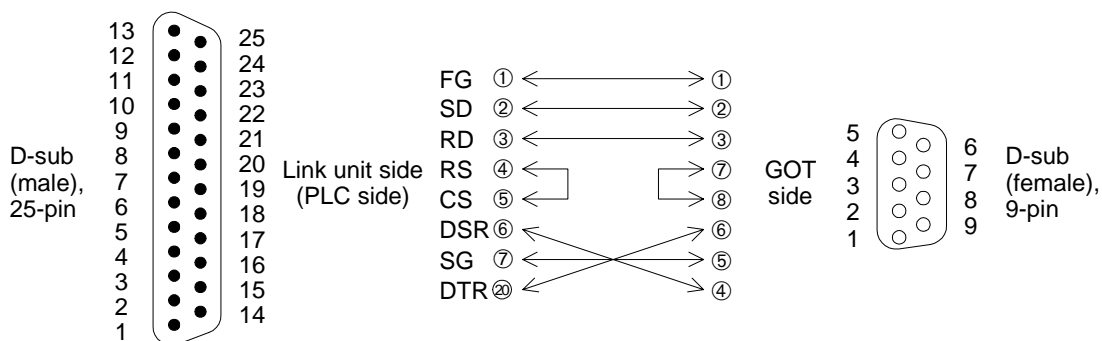 D-sub
(male),
25-pin
13
12
11
10
9
8
7
6
5
4
3
2
1
25
24
23
22
21
20
19
18
17
16
15
14
Link unit side
(PLC side)
FG ① ①
SD ② ②
RD ③ ③
RS ④ ⑦
CS ⑤ ⑧
DSR ⑥ ⑥
SG ⑦ ⑤
DTR ⑳ ④
GOT
side
5
4
3
2
1
6
7
8
9
D-sub
(female),
9-pin